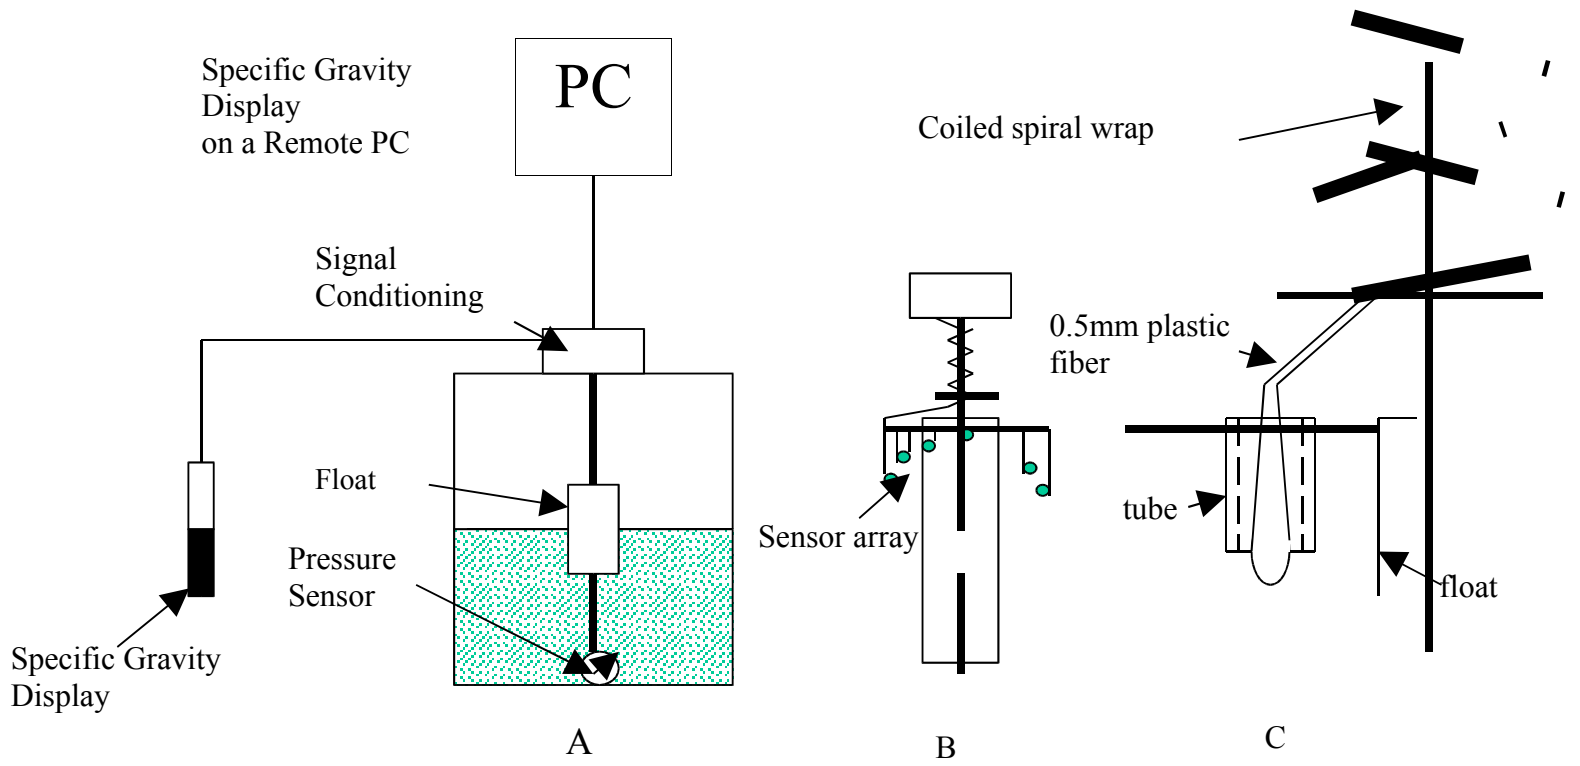 Specific Gravity
Display
on a Remote PC
PC
Signal
Conditioning
Float
Pressure
Sensor
Specific Gravity
Display
A
Sensor array
B
Coiled spiral wrap
0.5mm plastic
fiber
tube
float
C